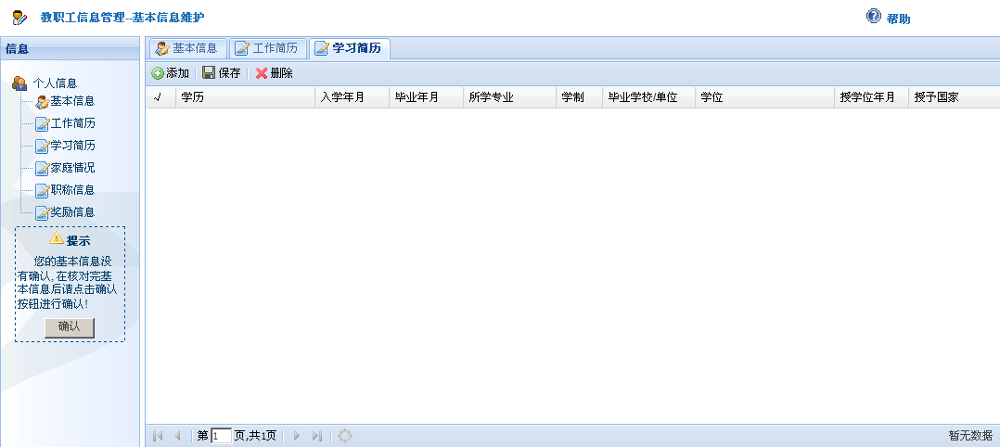 教职工信息管理--基本信息维护 帮助
信息
基本信息 工作简历 学习简历
添加 保存 删除
√ 学历 入学年月 毕业年月 所学专业 学制 毕业学校/单位 学位 授学位年月 授予国家
个人信息
基本信息
工作简历
学习简历
家庭情况
职称信息
奖励信息
提示
您的基本信息没
有确认,在核对完基
本信息后请点击确认
按钮进行确认!
确认
第 1 页,共1页 暂无数据